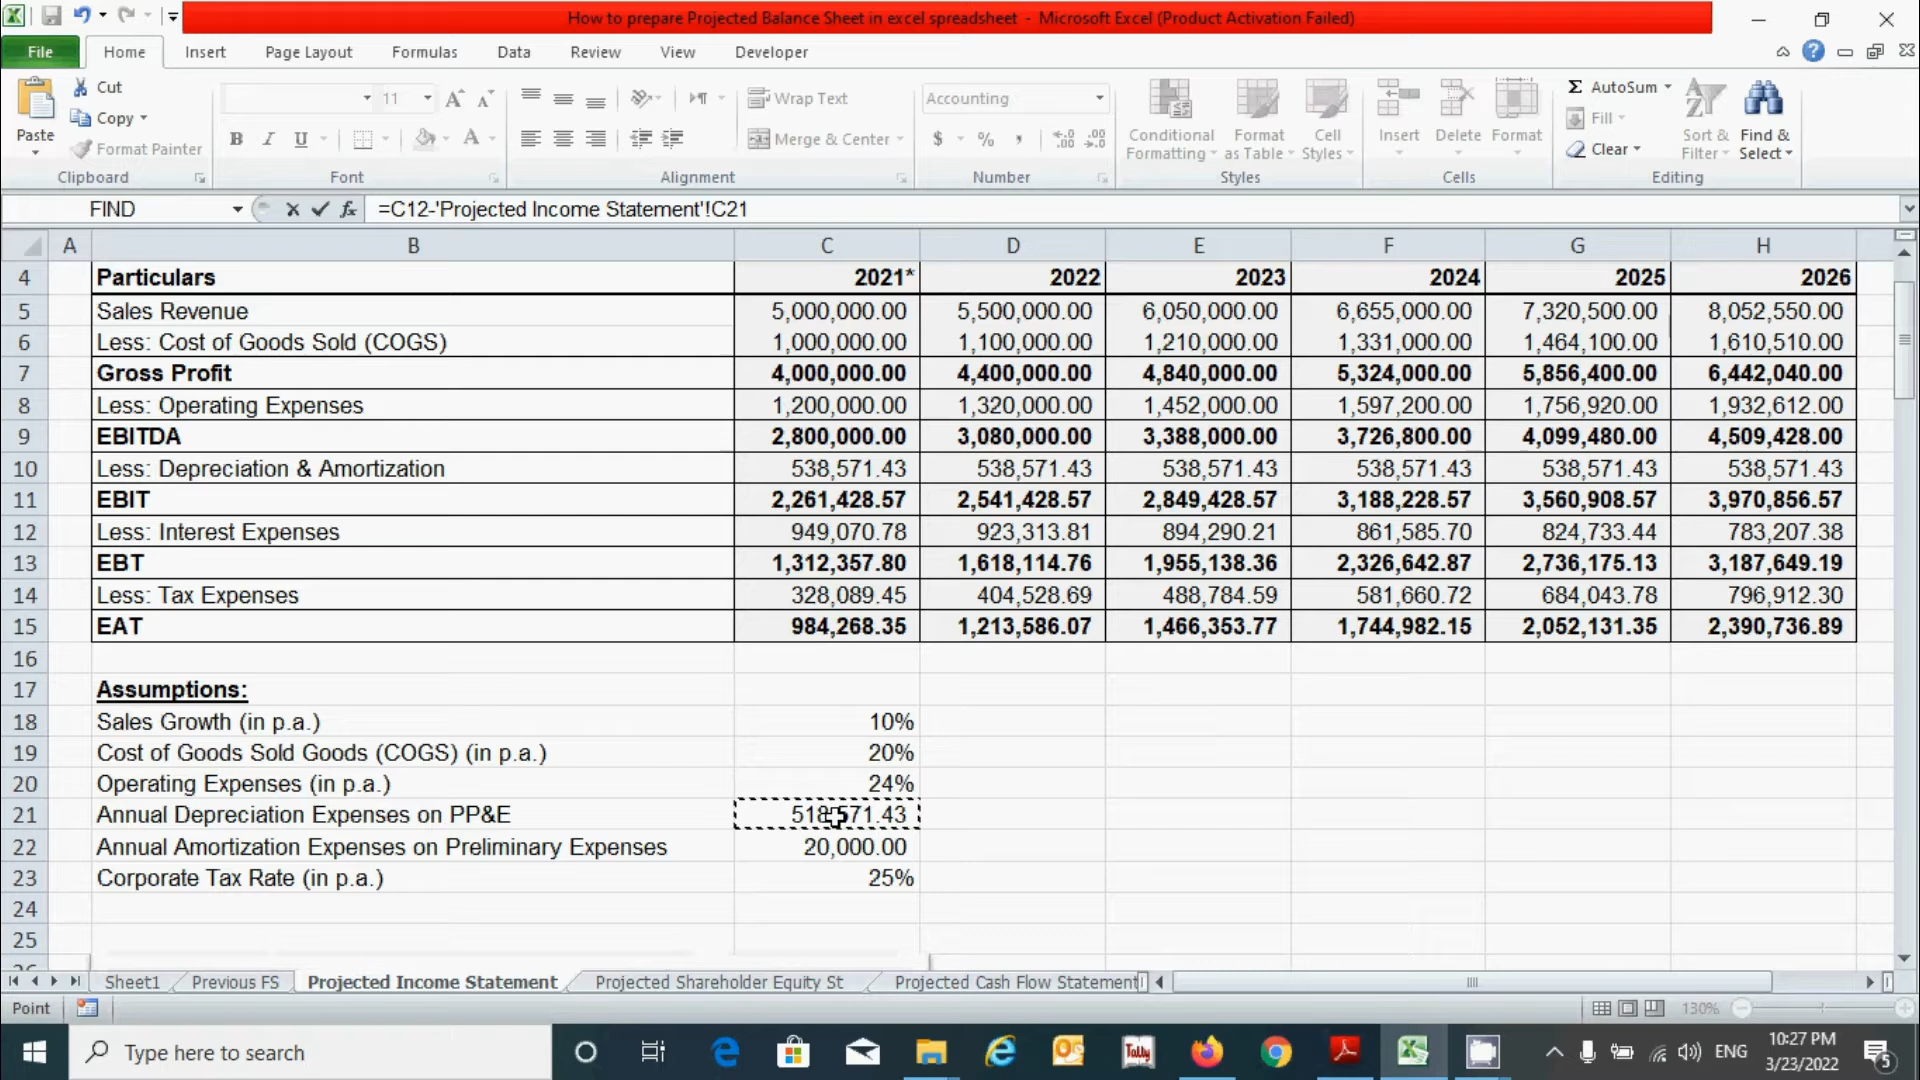 How to prepare Projected Balance Sheet in excel spreadsheet - Microsoft Excel (Product Activation Failed)
File Home Insert Page Layout Formulas Data Review View Developer
Paste Cut Copy Format Painter Clipboard
11 B I U Font
Wrap Text Merge & Center Alignment
Accounting $ % , Number
Conditional Formatting Format as Table Cell Styles Styles
Insert Delete Format Cells
Σ AutoSum Fill Clear Sort & Filter Find & Select Editing
FIND fx =C12-'Projected Income Statement'!C21
A B C D E F G H
4 Particulars 2021* 2022 2023 2024 2025 2026
5 Sales Revenue 5,000,000.00 5,500,000.00 6,050,000.00 6,655,000.00 7,320,500.00 8,052,550.00
6 Less: Cost of Goods Sold (COGS) 1,000,000.00 1,100,000.00 1,210,000.00 1,331,000.00 1,464,100.00 1,610,510.00
7 Gross Profit 4,000,000.00 4,400,000.00 4,840,000.00 5,324,000.00 5,856,400.00 6,442,040.00
8 Less: Operating Expenses 1,200,000.00 1,320,000.00 1,452,000.00 1,597,200.00 1,756,920.00 1,932,612.00
9 EBITDA 2,800,000.00 3,080,000.00 3,388,000.00 3,726,800.00 4,099,480.00 4,509,428.00
10 Less: Depreciation & Amortization 538,571.43 538,571.43 538,571.43 538,571.43 538,571.43 538,571.43
11 EBIT 2,261,428.57 2,541,428.57 2,849,428.57 3,188,228.57 3,560,908.57 3,970,856.57
12 Less: Interest Expenses 949,070.78 923,313.81 894,290.21 861,585.70 824,733.44 783,207.38
13 EBT 1,312,357.80 1,618,114.76 1,955,138.36 2,326,642.87 2,736,175.13 3,187,649.19
14 Less: Tax Expenses 328,089.45 404,528.69 488,784.59 581,660.72 684,043.78 796,912.30
15 EAT 984,268.35 1,213,586.07 1,466,353.77 1,744,982.15 2,052,131.35 2,390,736.89
16
17 Assumptions:
18 Sales Growth (in p.a.) 10%
19 Cost of Goods Sold Goods (COGS) (in p.a.) 20%
20 Operating Expenses (in p.a.) 24%
21 Annual Depreciation Expenses on PP&E 518,571.43
22 Annual Amortization Expenses on Preliminary Expenses 20,000.00
23 Corporate Tax Rate (in p.a.) 25%
24
25
Sheet1 Previous FS Projected Income Statement Projected Shareholder Equity St Projected Cash Flow Statement
Point 130%
Type here to search Tally ENG 10:27 PM
3/23/2022 5